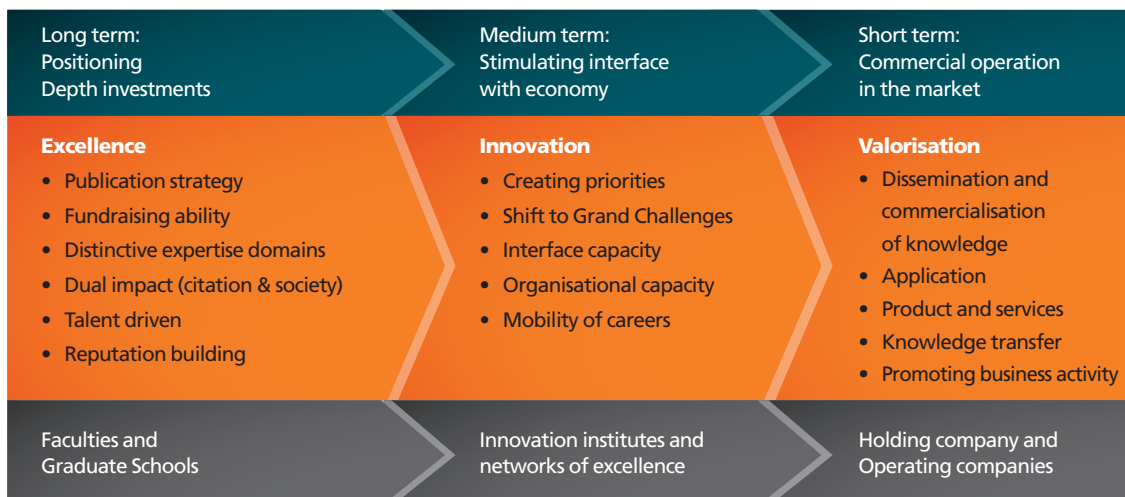 Long term:
Positioning
Depth investments
Medium term:
Stimulating interface
with economy
Short term:
Commercial operation
in the market
Excellence
• Publication strategy
• Fundraising ability
• Distinctive expertise domains
• Dual impact (citation & society)
• Talent driven
• Reputation building
Innovation
• Creating priorities
• Shift to Grand Challenges
• Interface capacity
• Organisational capacity
• Mobility of careers
Valorisation
• Dissemination and
commercialisation
of knowledge
• Application
• Product and services
• Knowledge transfer
• Promoting business activity
Faculties and
Graduate Schools
Innovation institutes and
networks of excellence
Holding company and
Operating companies